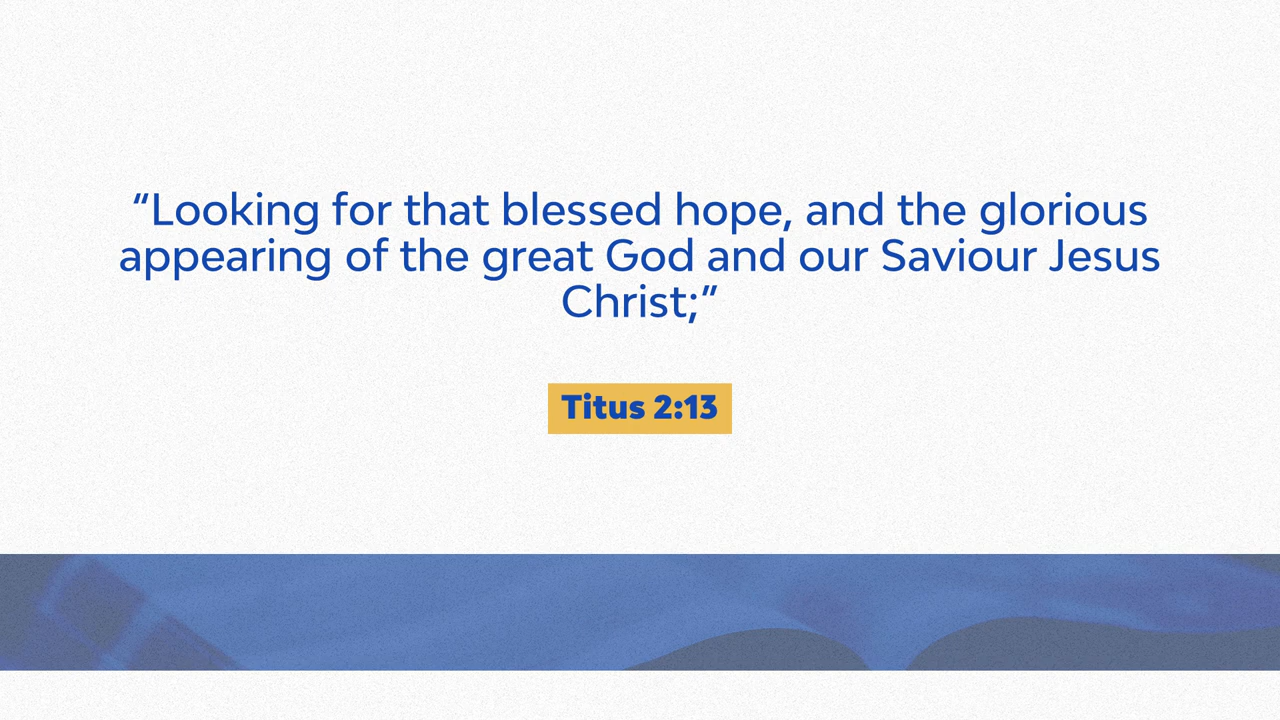 “Looking for that blessed hope, and the glorious
appearing of the great God and our Saviour Jesus
Christ;”
Titus 2:13